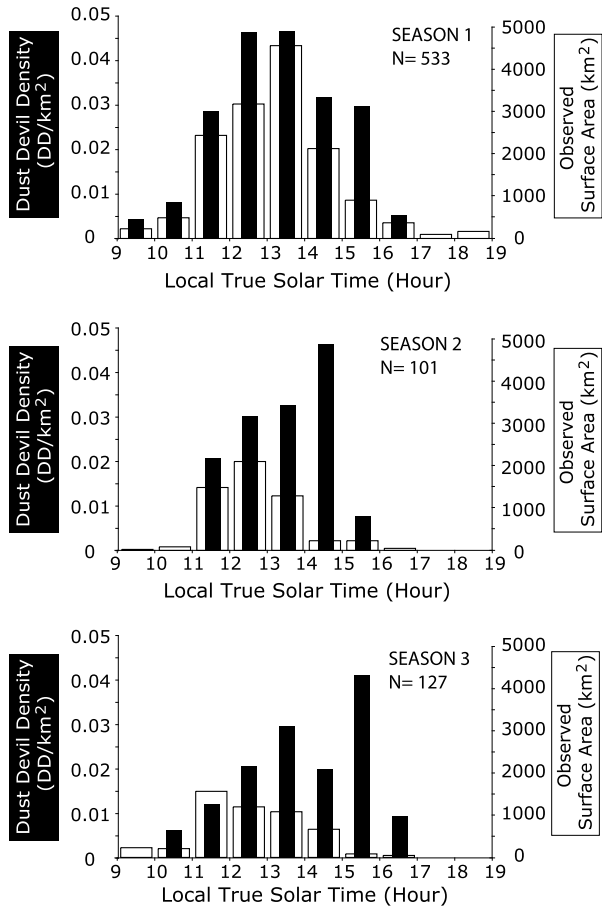 SEASON 1
N= 533
Dust Devil Density
(DD/km²)
0.05
0.04
0.03
0.02
0.01
0
5000
4000
3000
2000
1000
0
Observed
Surface Area (km²)
9 10 11 12 13 14 15 16 17 18 19
Local True Solar Time (Hour)
SEASON 2
N= 101
Dust Devil Density
(DD/km²)
0.05
0.04
0.03
0.02
0.01
0
5000
4000
3000
2000
1000
0
Observed
Surface Area (km²)
9 10 11 12 13 14 15 16 17 18 19
Local True Solar Time (Hour)
SEASON 3
N= 127
Dust Devil Density
(DD/km²)
0.05
0.04
0.03
0.02
0.01
0
5000
4000
3000
2000
1000
0
Observed
Surface Area (km²)
9 10 11 12 13 14 15 16 17 18 19
Local True Solar Time (Hour)